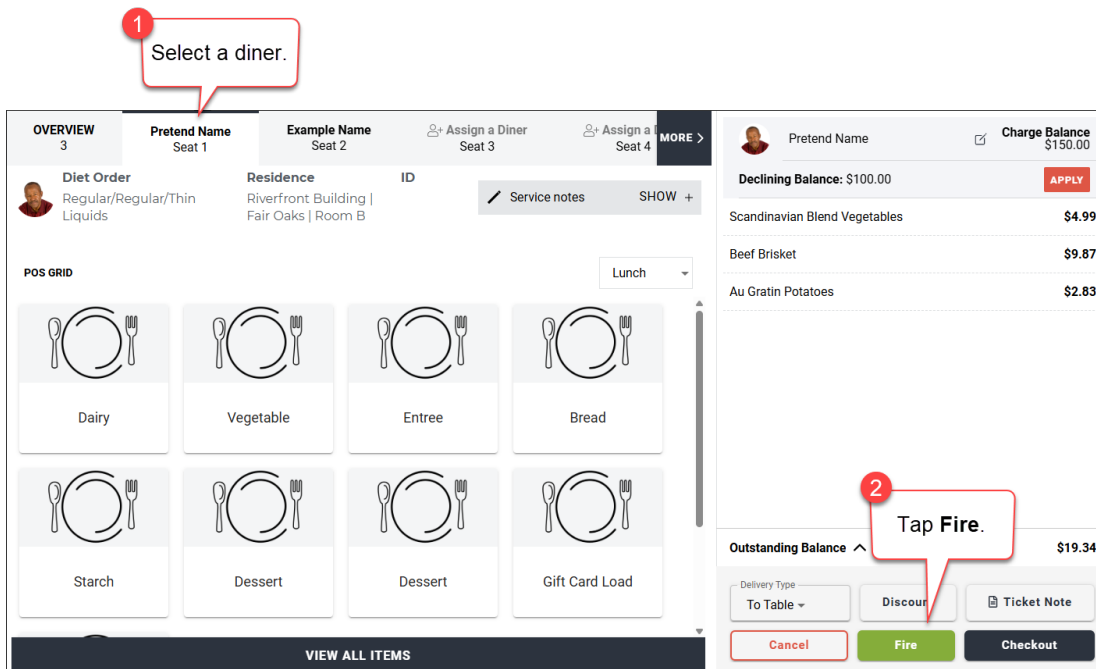 1
Select a diner.
OVERVIEW
3
Pretend Name
Seat 1
Example Name
Seat 2
Assign a Diner
Seat 3
Assign a
Seat 4
MORE >
Diet Order
Regular/Regular/Thin
Liquids
Residence
Riverfront Building |
Fair Oaks | Room B
ID
Service notes
SHOW +
POS GRID
Lunch
Dairy
Vegetable
Entree
Bread
Starch
Dessert
Dessert
Gift Card Load
VIEW ALL ITEMS
Pretend Name
Charge Balance
$150.00
Declining Balance: $100.00
APPLY
Scandinavian Blend Vegetables $4.99
Beef Brisket $9.87
Au Gratin Potatoes $2.83
2
Tap Fire.
Outstanding Balance $19.34
Delivery Type
To Table
Discoun
Ticket Note
Cancel
Fire
Checkout